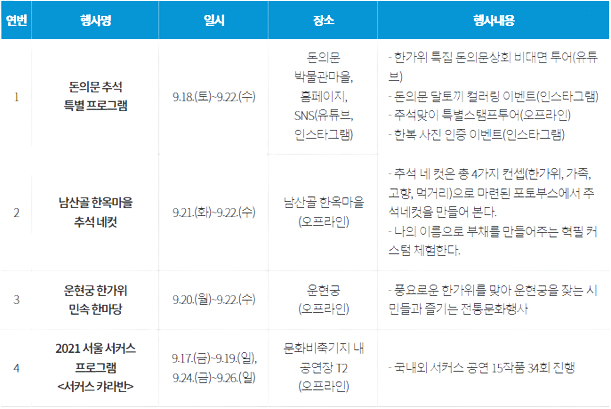 연번 행사명 일시 장소 행사내용
1
돈의문 추석
특별 프로그램
9.18.(토)~9.22.(수)
돈의문
박물관마을,
홈페이지,
SNS(유튜브,
인스타그램)
- 한가위 특집 돈의문상회 비대면 투어(유튜
브)
- 돈의문 달토끼 컬러링 이벤트(인스타그램)
- 추석맞이 특별스탬프투어(오프라인)
- 한복 사진 인증 이벤트(인스타그램)
2
남산골 한옥마을
추석 네컷
9.21.(화)~9.22.(수)
남산골 한옥마을
(오프라인)
- 추석 네 컷은 총 4가지 컨셉(한가위, 가족,
고향, 먹거리)으로 마련된 포토부스에서 추
석네컷을 만들어 본다.
- 나의 이름으로 부채를 만들어주는 혁필 커
스텀 체험한다.
3
운현궁 한가위
민속 한마당
9.20.(월)~9.22.(수)
운현궁
(오프라인)
- 풍요로운 한가위를 맞아 운현궁을 찾는 시
민들과 즐기는 전통문화행사
4
2021 서울 서커스
프로그램
<서커스 카라반>
9.17.(금)~9.19.(일),
9.24.(금)~9.26.(일)
문화비축기지 내
공연장 T2
(오프라인)
- 국내외 서커스 공연 15작품 34회 진행